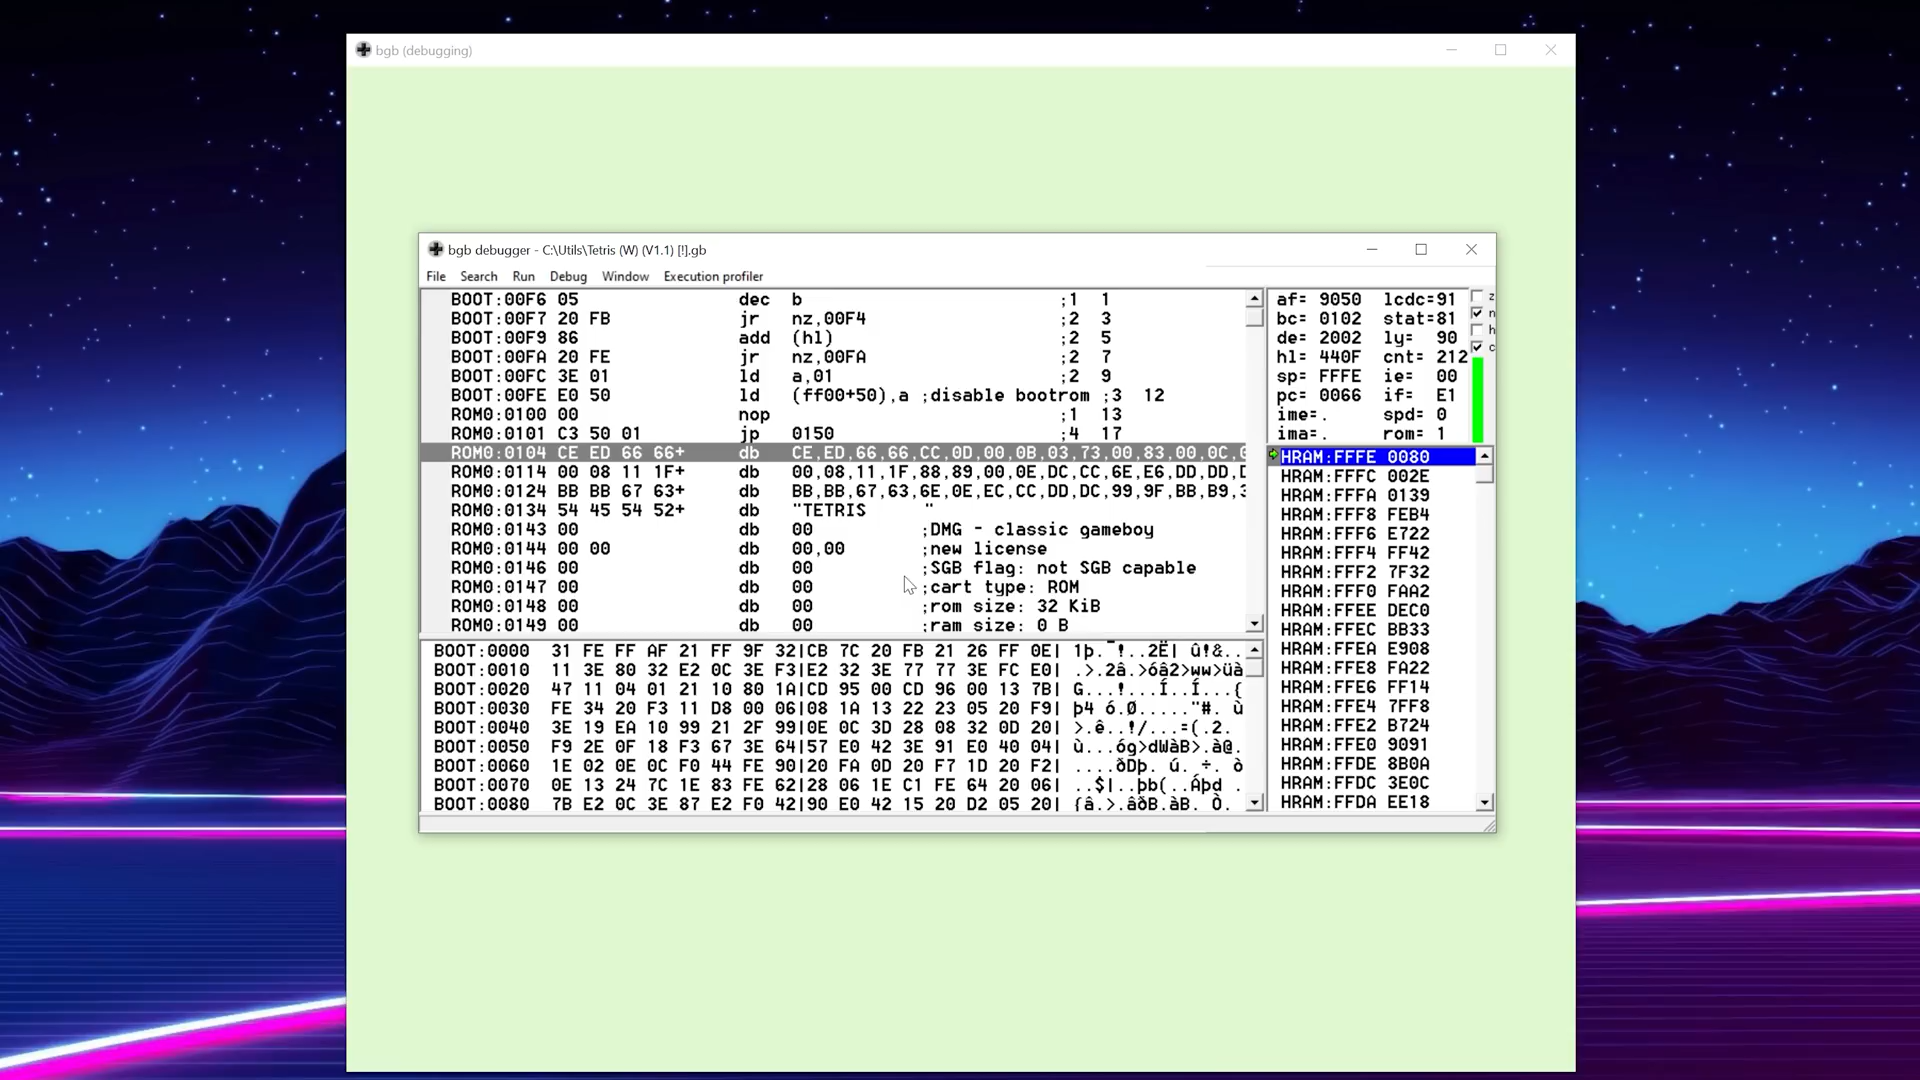 bgb (debugging)
bgb debugger - C:\Utils\Tetris (W) (V1.1) [!].gb
File Search Run Debug Window Execution profiler
BOOT:00F6 05 dec b ;1 1
BOOT:00F7 20 FB jr nz,00F4 ;2 3
BOOT:00F9 86 add (hl) ;2 5
BOOT:00FA 20 FE jr nz,00FA ;2 7
BOOT:00FC 3E 01 ld a,01 ;2 9
BOOT:00FE E0 50 ld (ff00+50),a ;disable bootrom ;3 12
ROM0:0100 00 nop ;1 13
ROM0:0101 C3 50 01 jp 0150 ;4 17
ROM0:0104 CE ED 66 66+ db CE,ED,66,66,CC,0D,00,0B,03,73,00,83,00,0C,0
ROM0:0114 00 08 11 1F+ db 00,08,11,1F,88,89,00,0E,DC,CC,6E,E6,DD,DD,D
ROM0:0124 BB BB 67 63+ db BB,BB,67,63,6E,0E,EC,CC,DD,DC,99,9F,BB,B9,3
ROM0:0134 54 45 54 52+ db "TETRIS "
ROM0:0143 00 db 00 ;DMG - classic gameboy
ROM0:0144 00 00 db 00,00 ;new license
ROM0:0146 00 db 00 ;SGB flag: not SGB capable
ROM0:0147 00 db 00 ;cart type: ROM
ROM0:0148 00 db 00 ;rom size: 32 KiB
ROM0:0149 00 db 00 ;ram size: 0 B
af= 9050 lcdc=91 z
bc= 0102 stat=81 n
de= 2002 ly= 90 h
hl= 440F cnt= 212 c
sp= FFFE ie= 00
pc= 0066 if= E1
ime=. spd= 0
ima=. rom= 1
HRAM:FFFE 0080
HRAM:FFFC 002E
HRAM:FFFA 0139
HRAM:FFF8 FEB4
HRAM:FFF6 E722
HRAM:FFF4 FF42
HRAM:FFF2 7F32
HRAM:FFF0 FAA2
HRAM:FFEE DEC0
HRAM:FFEC BB33
HRAM:FFEA E908
HRAM:FFE8 FA22
HRAM:FFE6 FF14
HRAM:FFE4 7FF8
HRAM:FFE2 B724
HRAM:FFE0 9091
HRAM:FFDE 8B0A
HRAM:FFDC 3E0C
HRAM:FFDA EE18
BOOT:0000 31 FE FF AF 21 FF 9F 32|CB 7C 20 FB 21 26 FF 0E| 1þ.¯!..2Ë| û!&..
BOOT:0010 11 3E 80 32 E2 0C 3E F3|E2 32 3E 77 77 3E FC E0| .>.2â.>óâ2>ww>üà
BOOT:0020 47 11 04 01 21 10 80 1A|CD 95 00 CD 96 00 13 7B| G...!...Í..Í...{
BOOT:0030 FE 34 20 F3 11 D8 00 06|08 1A 13 22 23 05 20 F9| þ4 ó.Ø....."#. ù
BOOT:0040 3E 19 EA 10 99 21 2F 99|0E 0C 3D 28 08 32 0D 20| >.ê..!/...=(.2.
BOOT:0050 F9 2E 0F 18 F3 67 3E 64|57 E0 42 3E 91 E0 40 04| ù...óg>dWàB>.à@.
BOOT:0060 1E 02 0E 0C F0 44 FE 90|20 FA 0D 20 F7 1D 20 F2| ....ðDþ. ú. ÷. ò
BOOT:0070 0E 13 24 7C 1E 83 FE 62|28 06 1E C1 FE 64 20 06| ..$|..þb(..Áþd .
BOOT:0080 7B E2 0C 3E 87 E2 F0 42|90 E0 42 15 20 D2 05 20| {â.>.âðB.àB. Ò.